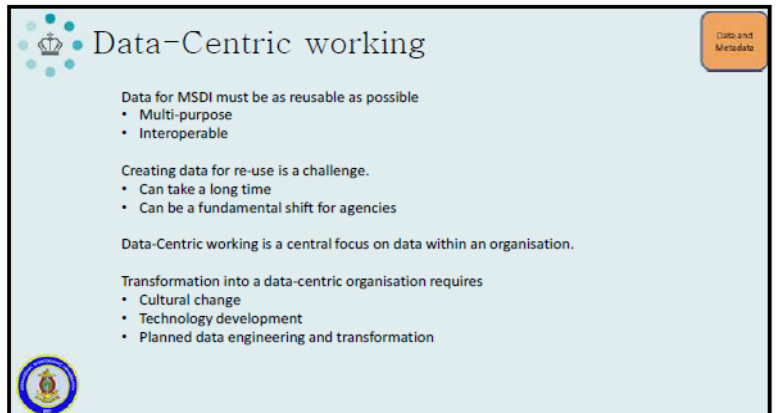 Data-Centric working
Data and
Metadata
Data for MSDI must be as reusable as possible
• Multi-purpose
• Interoperable
Creating data for re-use is a challenge.
• Can take a long time
• Can be a fundamental shift for agencies
Data-Centric working is a central focus on data within an organisation.
Transformation into a data-centric organisation requires
• Cultural change
• Technology development
• Planned data engineering and transformation